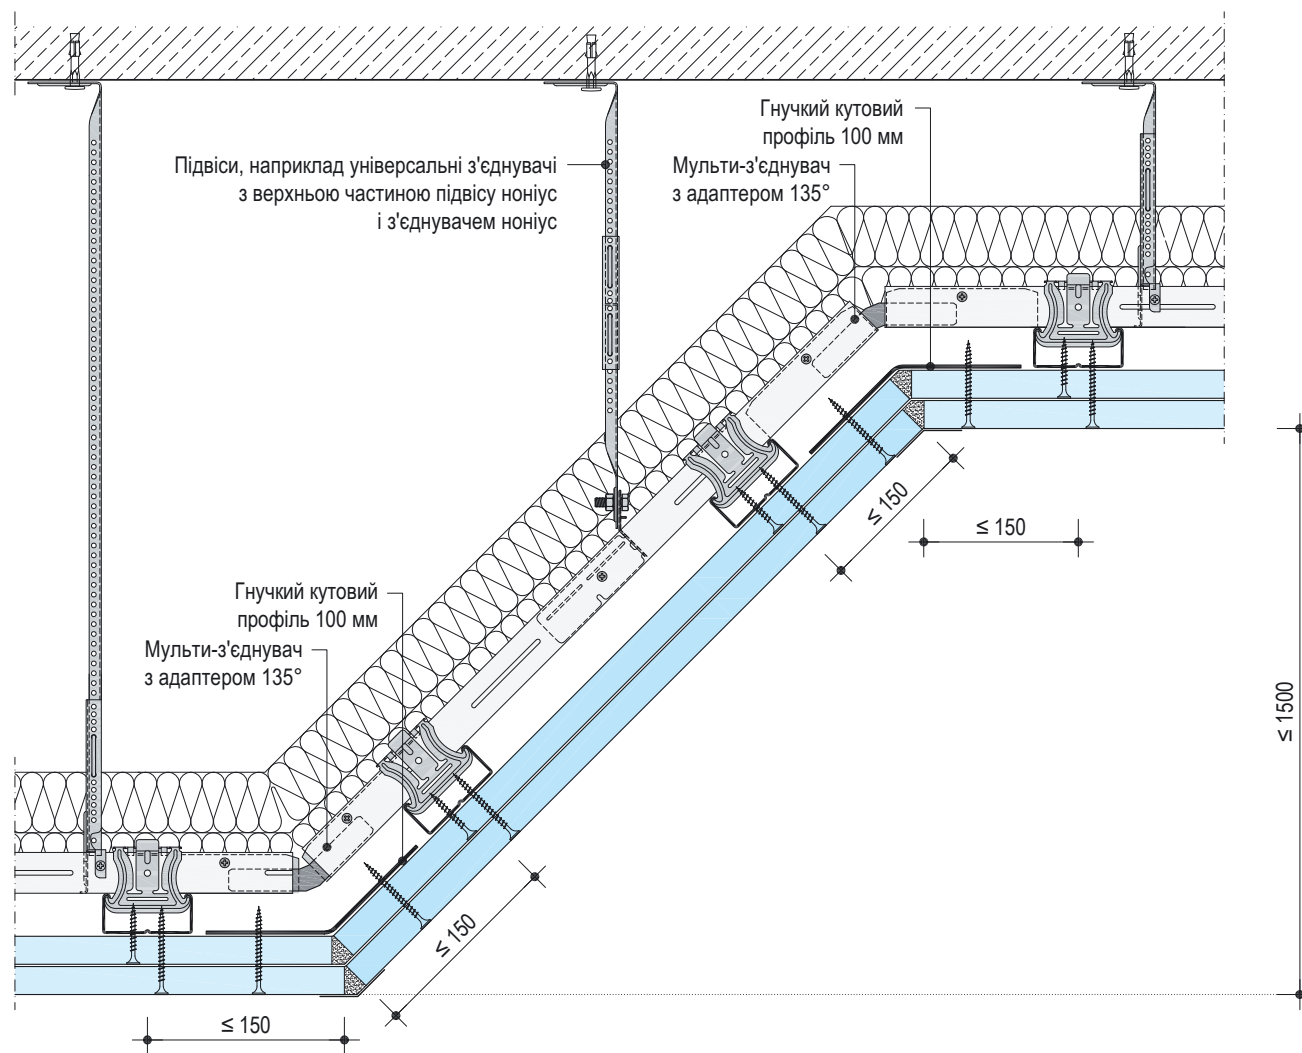 Гнучкий кутовий
профіль 100 мм
Підвіси, наприклад універсальні з'єднувачі
з верхньою частиною підвісу ноніус
і з'єднувачем ноніус
Мульти-з'єднувач
з адаптером 135°
≤ 150
≤ 150
Гнучкий кутовий
профіль 100 мм
Мульти-з'єднувач
з адаптером 135°
≤ 1500
≤ 150
≤ 150